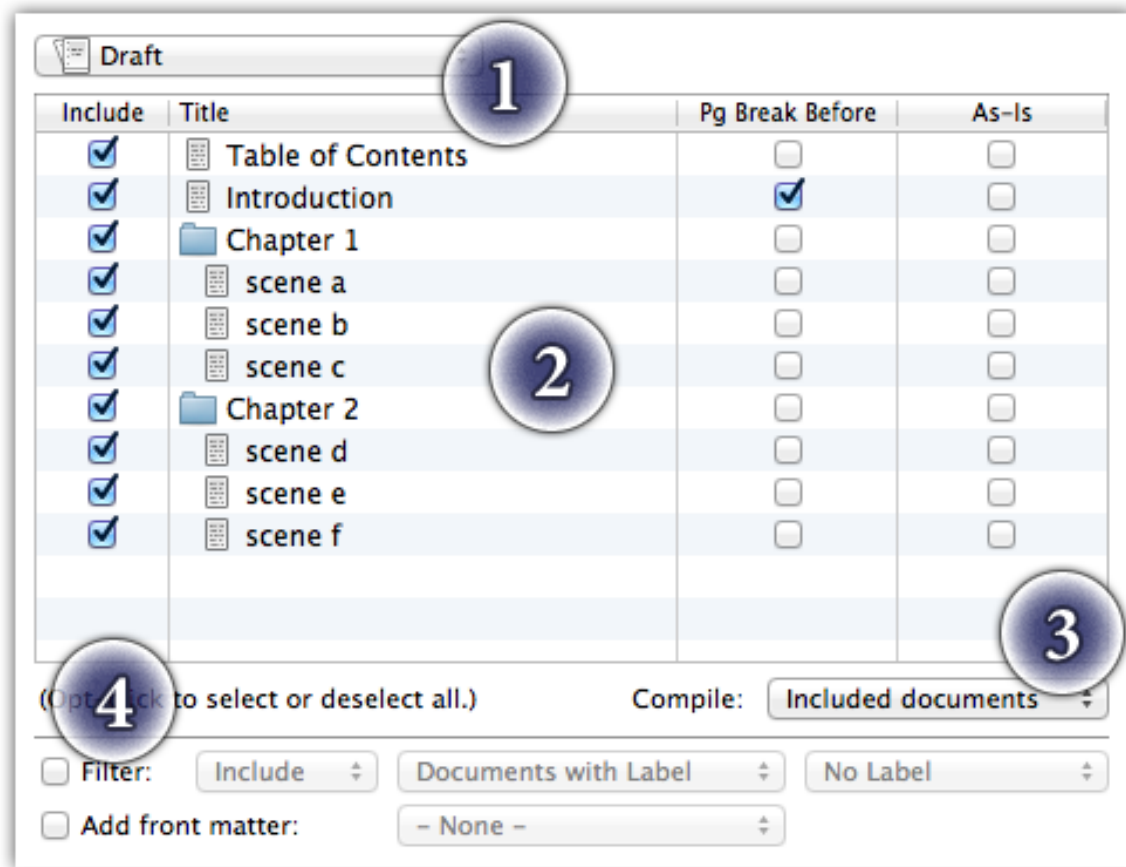 Draft
1
Include Title Pg Break Before As-Is
Table of Contents
Introduction
Chapter 1
scene a
scene b
2
scene c
Chapter 2
scene d
scene e
scene f
3
4
(Opt-click to select or deselect all.) Compile: Included documents
Filter: Include Documents with Label No Label
Add front matter: – None –